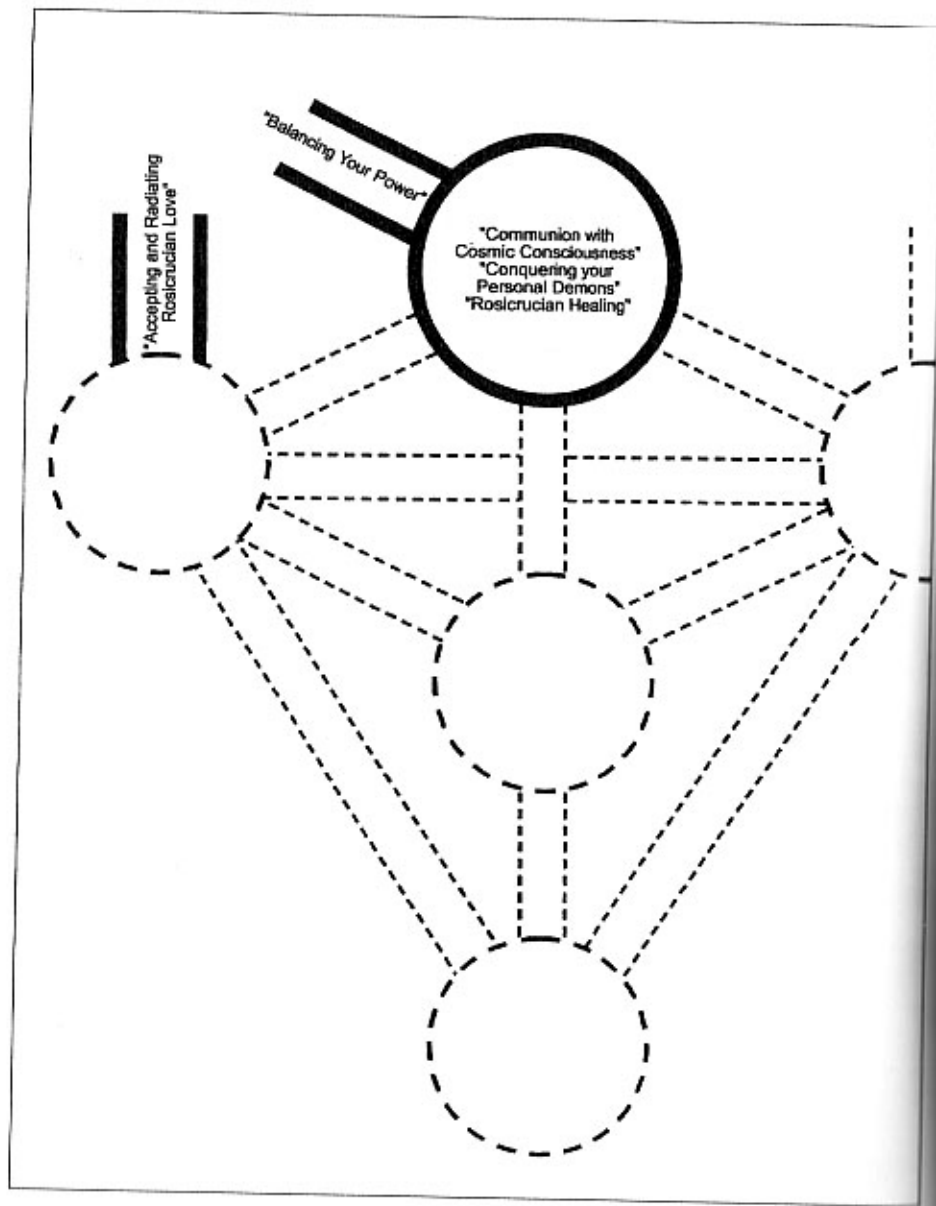 "Accepting and Radiating
Rosicrucian Love"
"Balancing Your Power"
"Communion with
Cosmic Consciousness"
"Conquering your
Personal Demons"
"Rosicrucian Healing"